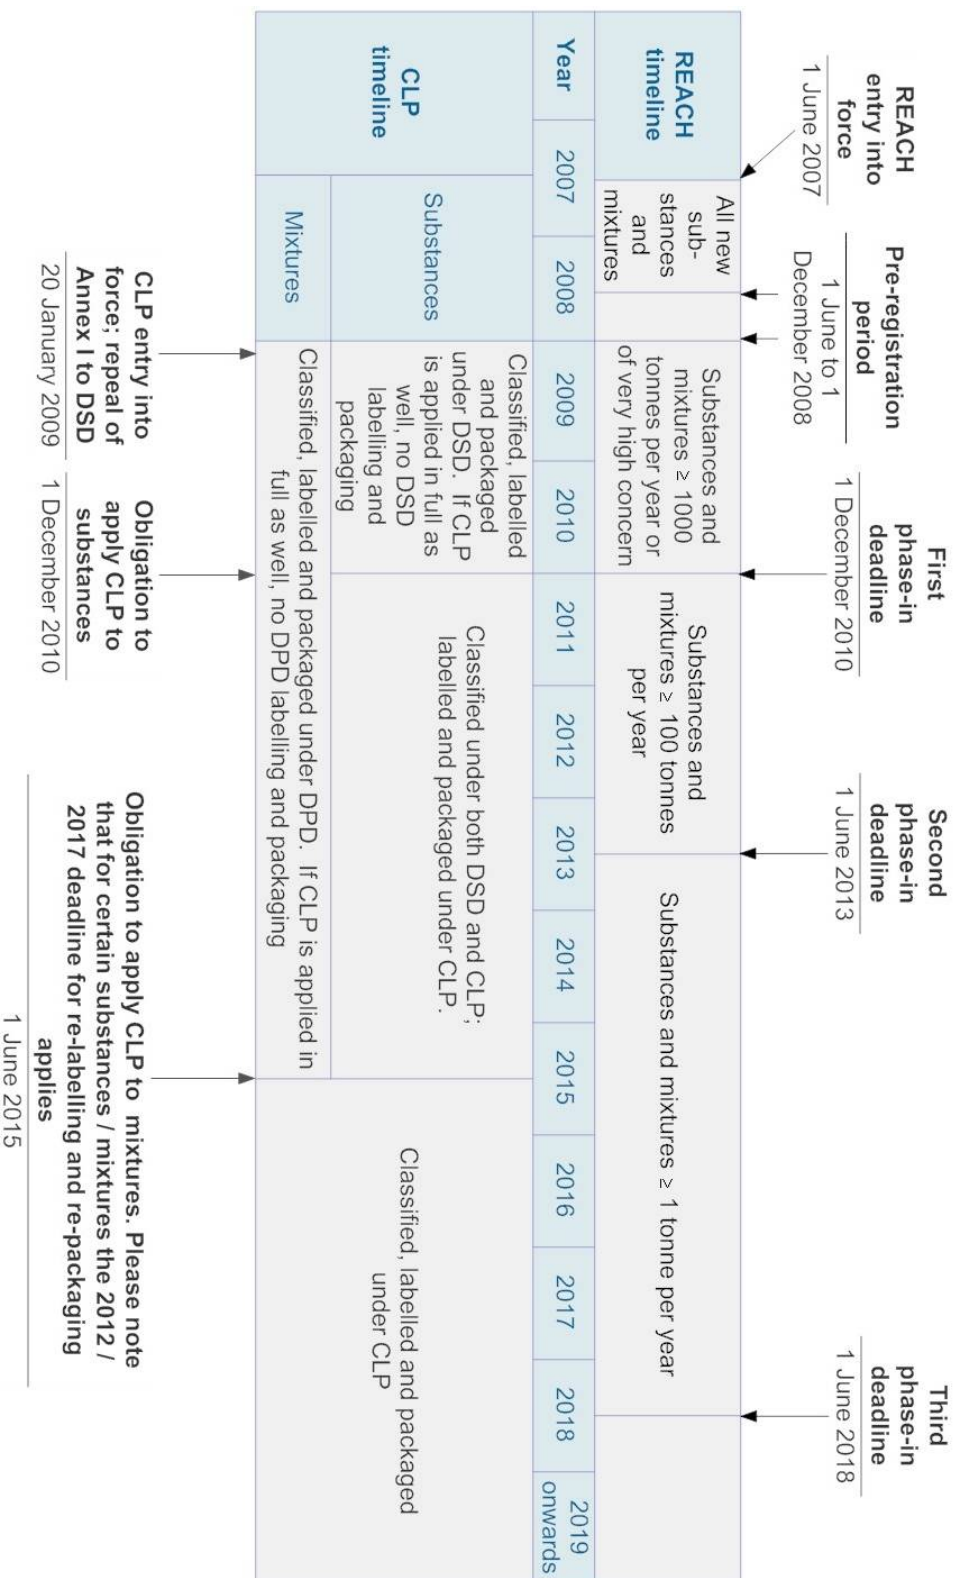 REACH
entry into
force
1 June 2007
Pre-registration
period
1 June to 1
December 2008
First
phase-in
deadline
1 December 2010
Second
phase-in
deadline
1 June 2013
Third
phase-in
deadline
1 June 2018
REACH
timeline
All new
sub-
stances
and
mixtures
Substances and
mixtures ≥ 1000
tonnes per year or
of very high concern
Substances and
mixtures ≥ 100 tonnes
per year
Substances and mixtures ≥ 1 tonne per year
Year
2007
2008
2009
2010
2011
2012
2013
2014
2015
2016
2017
2018
2019
onwards
CLP
timeline
Substances
Classified, labelled
and packaged
under DSD. If CLP
is applied in full as
well, no DSD
labelling and
packaging
Classified under both DSD and CLP;
labelled and packaged under CLP.
Classified, labelled and packaged
under CLP
Mixtures
Classified, labelled and packaged under DPD. If CLP is applied in
full as well, no DPD labelling and packaging
CLP entry into
force; repeal of
Annex I to DSD
20 January 2009
Obligation to
apply CLP to
substances
1 December 2010
Obligation to apply CLP to mixtures. Please note
that for certain substances / mixtures the 2012 /
2017 deadline for re-labelling and re-packaging
applies
1 June 2015